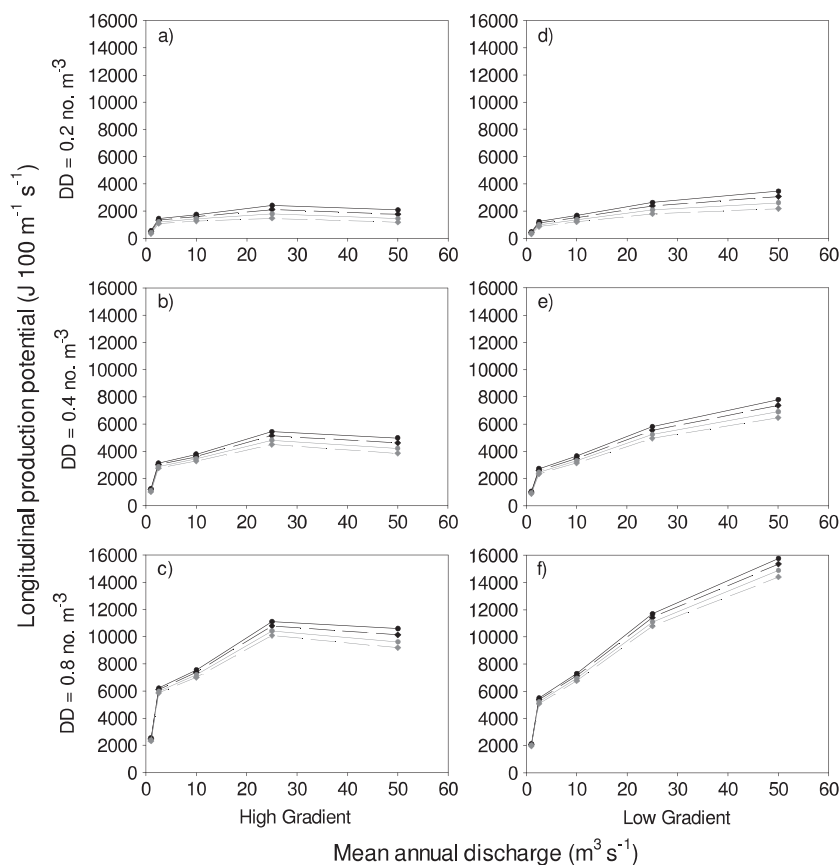 Longitudinal production potential (J 100 m⁻¹ s⁻¹)
DD = 0.2 no. m⁻³
a)
16000
14000
12000
10000
8000
6000
4000
2000
0
0 10 20 30 40 50 60
d)
16000
14000
12000
10000
8000
6000
4000
2000
0
0 10 20 30 40 50 60
DD = 0.4 no. m⁻³
b)
16000
14000
12000
10000
8000
6000
4000
2000
0
0 10 20 30 40 50 60
e)
16000
14000
12000
10000
8000
6000
4000
2000
0
0 10 20 30 40 50 60
DD = 0.8 no. m⁻³
c)
16000
14000
12000
10000
8000
6000
4000
2000
0
0 10 20 30 40 50 60
High Gradient
f)
16000
14000
12000
10000
8000
6000
4000
2000
0
0 10 20 30 40 50 60
Low Gradient
Mean annual discharge (m³ s⁻¹)